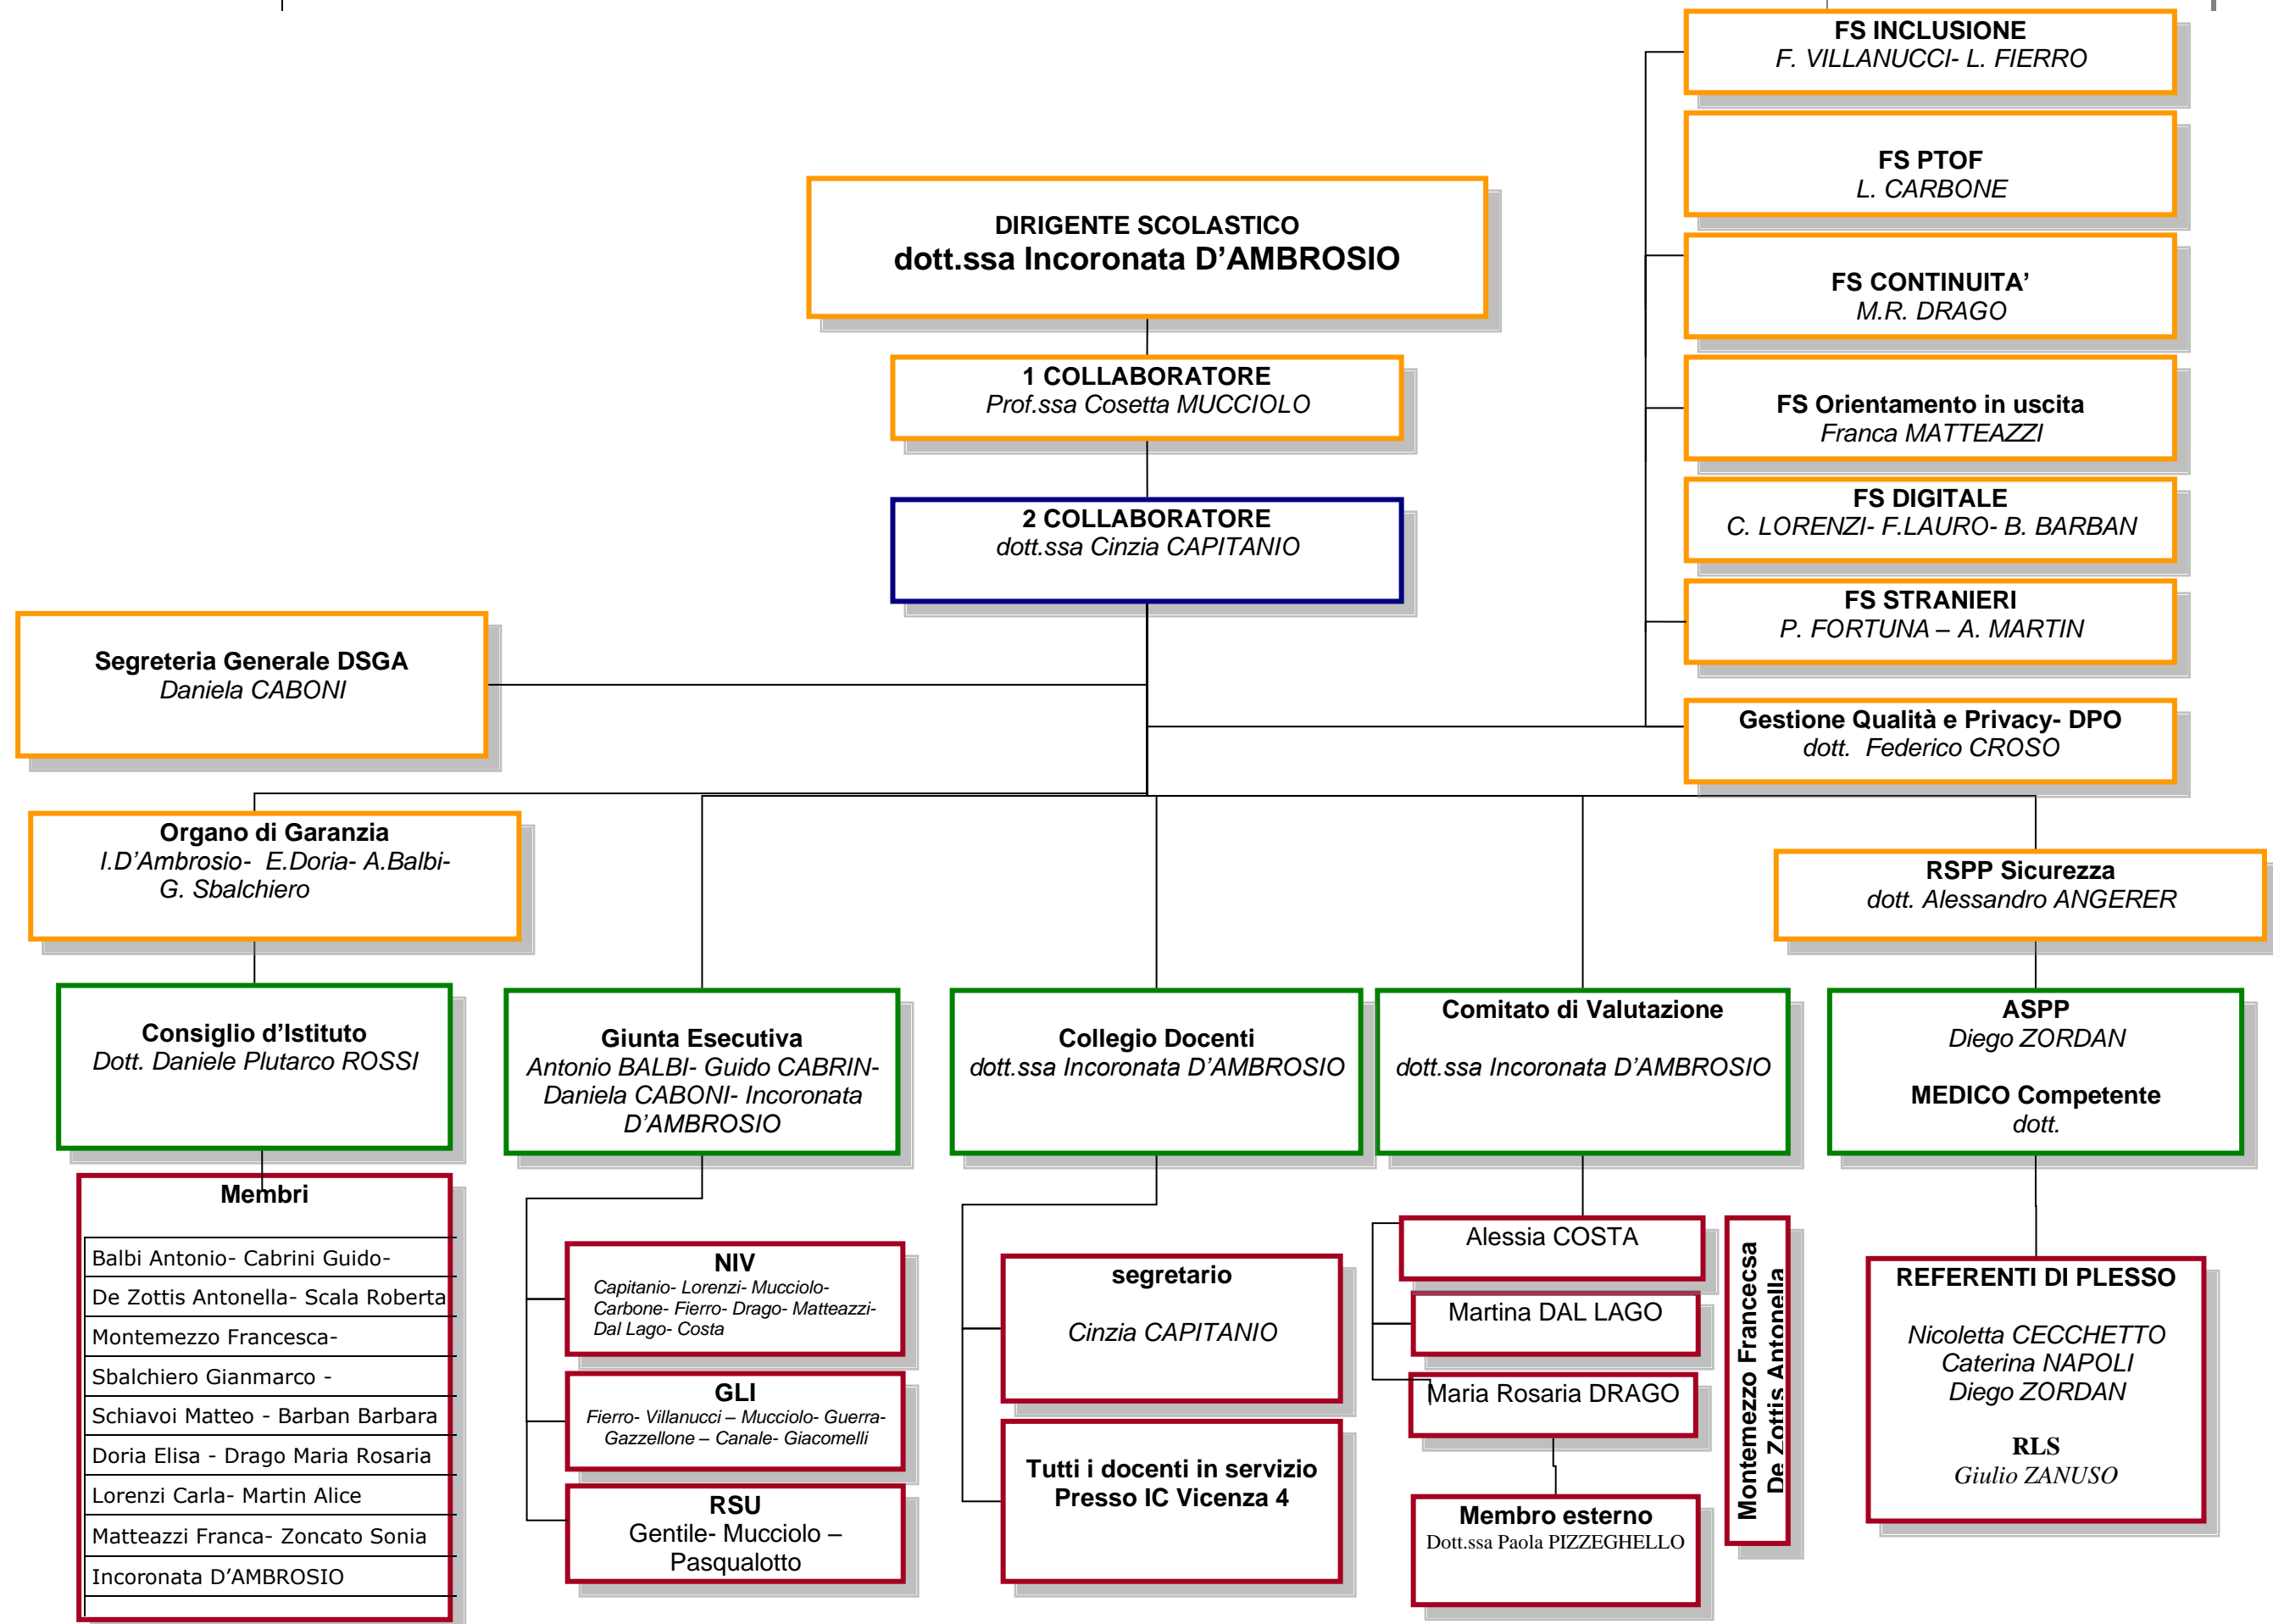 FS INCLUSIONE
F. VILLANUCCI- L. FIERRO
FS PTOF
L. CARBONE
DIRIGENTE SCOLASTICO
dott.ssa Incoronata D’AMBROSIO
FS CONTINUITA’
M.R. DRAGO
1 COLLABORATORE
Prof.ssa Cosetta MUCCIOLO
FS Orientamento in uscita
Franca MATTEAZZI
2 COLLABORATORE
dott.ssa Cinzia CAPITANIO
FS DIGITALE
C. LORENZI- F.LAURO- B. BARBAN
FS STRANIERI
P. FORTUNA – A. MARTIN
Segreteria Generale DSGA
Daniela CABONI
Gestione Qualità e Privacy- DPO
dott.  Federico CROSO
Organo di Garanzia
I.D’Ambrosio-  E.Doria- A.Balbi-
G. Sbalchiero
RSPP Sicurezza
dott. Alessandro ANGERER
Consiglio d’Istituto
Dott. Daniele Plutarco ROSSI
Giunta Esecutiva
Antonio BALBI- Guido CABRIN-
Daniela CABONI- Incoronata
D’AMBROSIO
Collegio Docenti
dott.ssa Incoronata D’AMBROSIO
Comitato di Valutazione
dott.ssa Incoronata D’AMBROSIO
ASPP
Diego ZORDAN
MEDICO Competente
dott.
Membri
Balbi Antonio- Cabrini Guido-
De Zottis Antonella- Scala Roberta
Montemezzo Francesca-
Sbalchiero Gianmarco -
Schiavoi Matteo - Barban Barbara
Doria Elisa - Drago Maria Rosaria
Lorenzi Carla- Martin Alice
Matteazzi Franca- Zoncato Sonia
Incoronata D’AMBROSIO
NIV
Capitanio- Lorenzi- Mucciolo-
Carbone- Fierro- Drago- Matteazzi-
Dal Lago- Costa
GLI
Fierro- Villanucci – Mucciolo- Guerra-
Gazzellone – Canale- Giacomelli
RSU
Gentile- Mucciolo –
Pasqualotto
segretario
Cinzia CAPITANIO
Tutti i docenti in servizio
Presso IC Vicenza 4
Alessia COSTA
Martina DAL LAGO
Maria Rosaria DRAGO
Membro esterno
Dott.ssa Paola PIZZEGHELLO
Montemezzo Francecsa
De Zottis Antonella
REFERENTI DI PLESSO
Nicoletta CECCHETTO
Caterina NAPOLI
Diego ZORDAN
RLS
Giulio ZANUSO